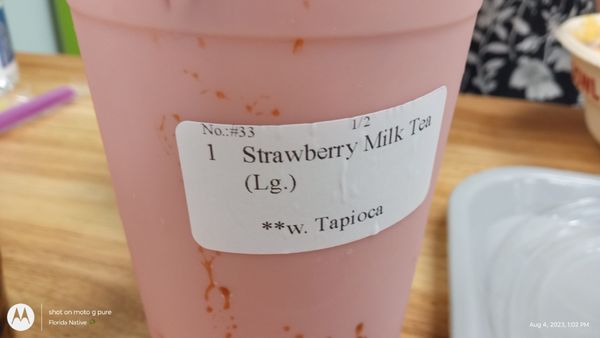 No.:#33 1/2
1 Strawberry Milk Tea
(Lg.)
**w. Tapioca
shot on moto g pure
Florida Native
Aug 4, 2023, 1:02 PM